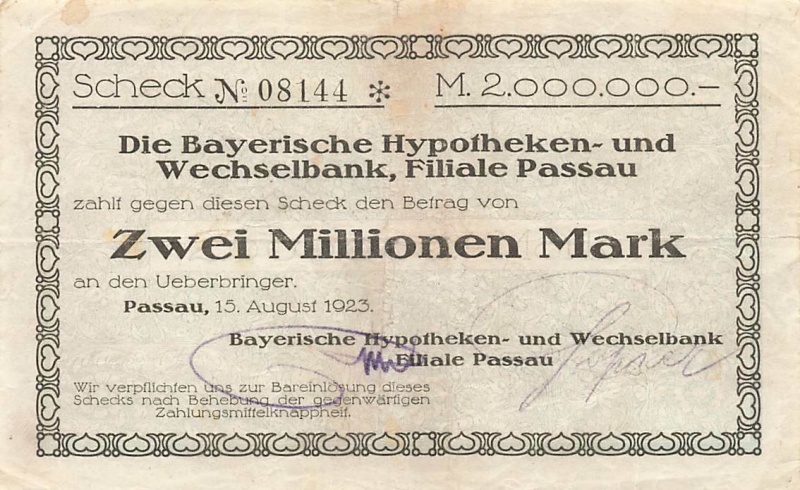 Scheck № 08144 * M. 2.000.000.–
Die Bayerische Hypotheken- und
Wechselbank, Filiale Passau
zahlt gegen diesen Scheck den Betrag von
Zwei Millionen Mark
an den Ueberbringer.
Passau, 15. August 1923.
Bayerische Hypotheken- und Wechselbank
Filiale Passau
Wir verpflichten uns zur Bareinlösung dieses
Schecks nach Behebung der gegenwärtigen
Zahlungsmittelknappheit.